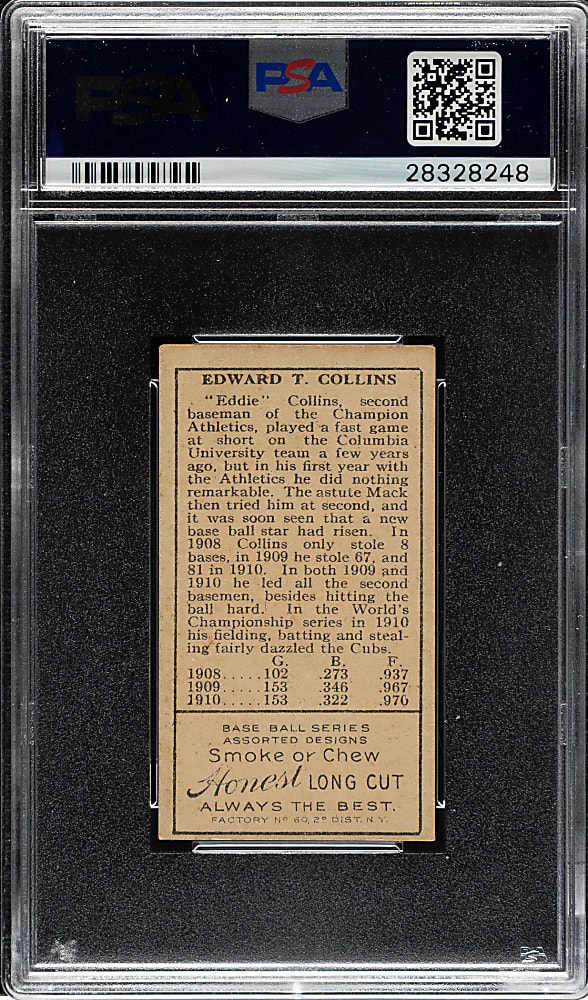 PSA
PSA
28328248
EDWARD T. COLLINS
"Eddie" Collins, second
baseman of the Champion
Athletics, played a fast game
at short on the Columbia
University team a few years
ago, but in his first year with
the Athletics he did nothing
remarkable. The astute Mack
then tried him at second, and
it was soon seen that a new
base ball star had risen. In
1908 Collins only stole 8
bases, in 1909 he stole 67, and
81 in 1910. In both 1909 and
1910 he led all the second
basemen, besides hitting the
ball hard. In the World's
Championship series in 1910
his fielding, batting and steal-
ing fairly dazzled the Cubs.
G. B. F.
1908.....102 .273 .937
1909.....153 .346 .967
1910.....153 .322 .970
BASE BALL SERIES
ASSORTED DESIGNS
Smoke or Chew
Honest LONG CUT
ALWAYS THE BEST.
FACTORY Nº 60, 2ᴰ DIST. N.Y.
PSA